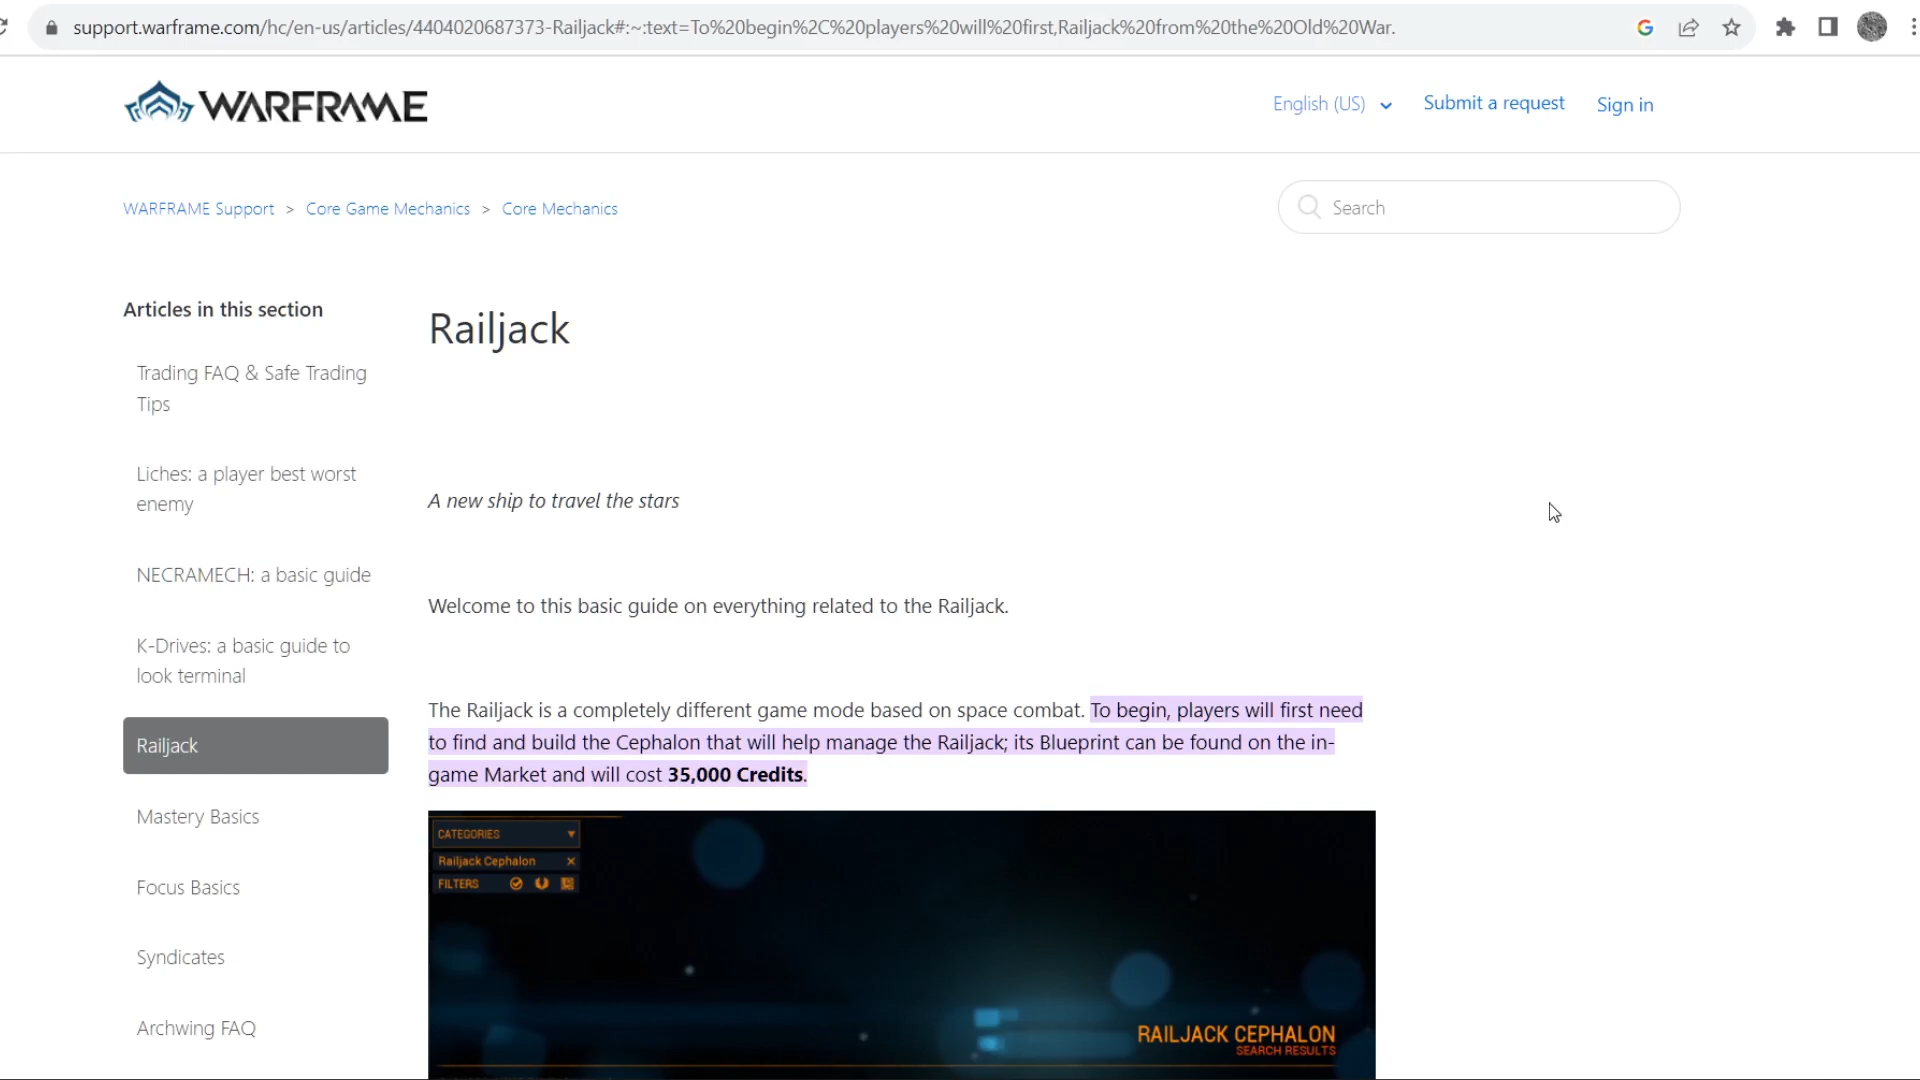 support.warframe.com/hc/en-us/articles/4404020687373-Railjack#:~:text=To%20begin%2C%20players%20will%20first,Railjack%20from%20the%20Old%20War.
WARFRAME
English (US)
Submit a request
Sign in
WARFRAME Support > Core Game Mechanics > Core Mechanics
Search
Articles in this section
Trading FAQ & Safe Trading
Tips
Liches: a player best worst
enemy
NECRAMECH: a basic guide
K-Drives: a basic guide to
look terminal
Railjack
Mastery Basics
Focus Basics
Syndicates
Archwing FAQ
Railjack
A new ship to travel the stars
Welcome to this basic guide on everything related to the Railjack.
The Railjack is a completely different game mode based on space combat. To begin, players will first need
to find and build the Cephalon that will help manage the Railjack; its Blueprint can be found on the in-
game Market and will cost 35,000 Credits.
CATEGORIES
Railjack Cephalon
FILTERS
RAILJACK CEPHALON
SEARCH RESULTS